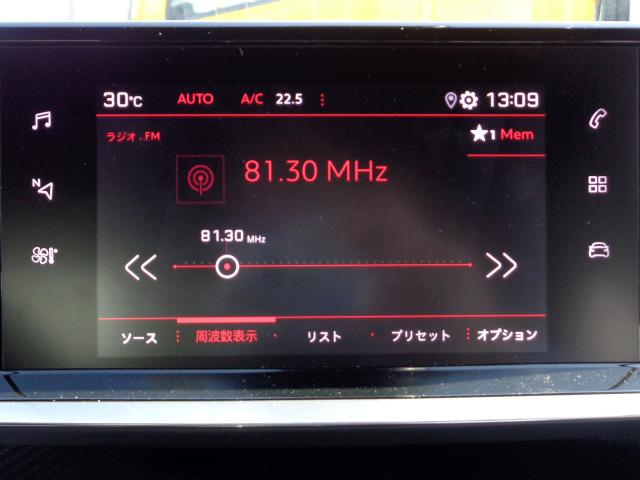 30°C AUTO A/C 22.5 13:09
ラジオ . FM
1 Mem
81.30 MHz
N
81.30 MHz
ソース 周波数表示 リスト プリセット オプション